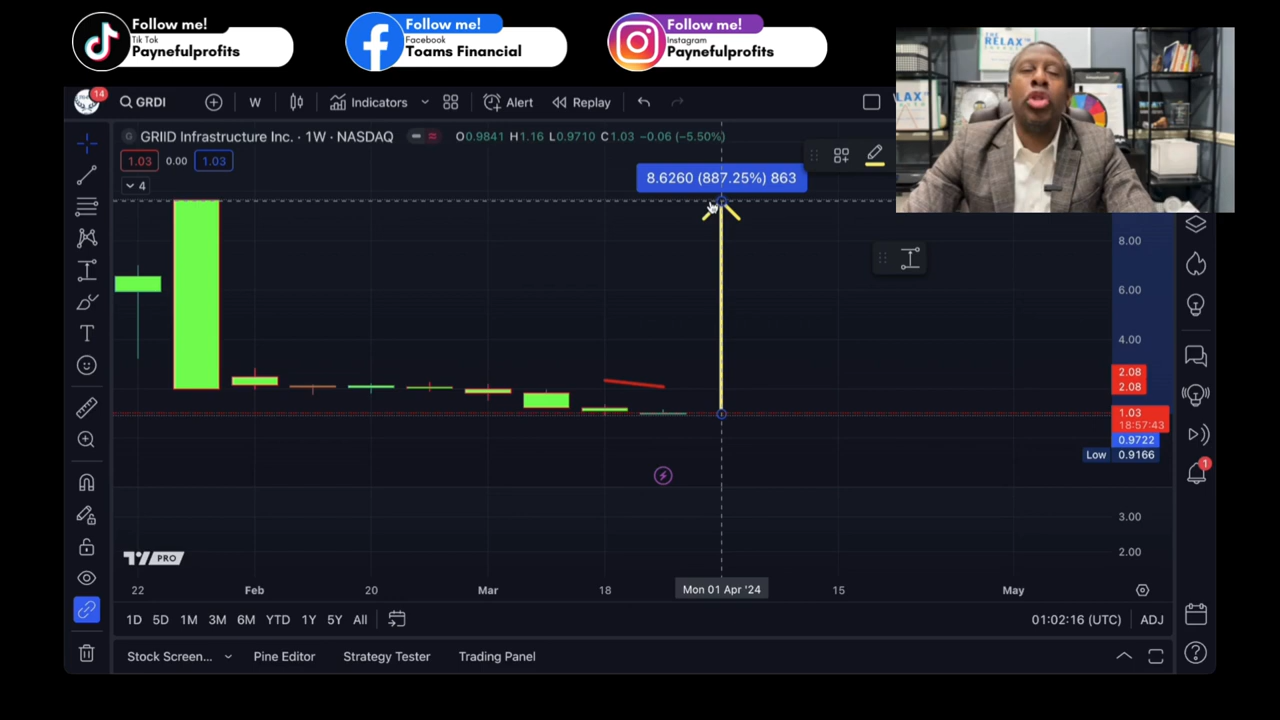 Follow me!
Tik Tok
Paynefulprofits
Follow me!
Facebook
Toams Financial
Follow me!
Instagram
Paynefulprofits
THE
RELAX
14
GRDI
W
Indicators
Alert
Replay
GRIID Infrastructure Inc. · 1W · NASDAQ
O0.9841 H1.16 L0.9710 C1.03 −0.06 (−5.50%)
1.03 0.00 1.03
4
8.6260 (887.25%) 863
8.00
6.00
4.00
2.08
2.08
1.03
18:57:43
0.9722
Low 0.9166
3.00
2.00
1
TV PRO
22 Feb 20 Mar 18 Mon 01 Apr '24 15 May
1D 5D 1M 3M 6M YTD 1Y 5Y All
01:02:16 (UTC) ADJ
Stock Screen... Pine Editor Strategy Tester Trading Panel